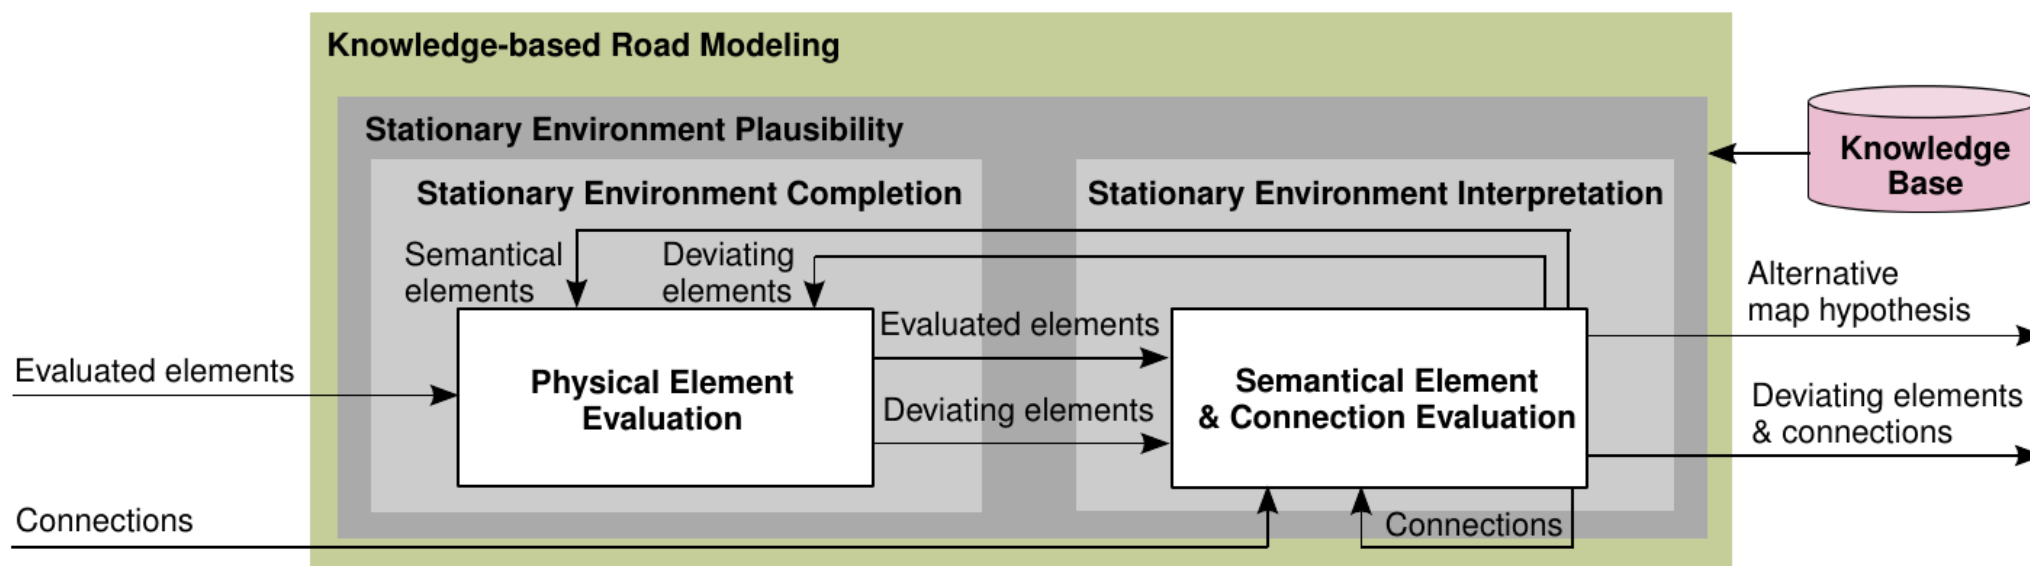 Knowledge-based Road Modeling
Stationary Environment Plausibility
Stationary Environment Completion
Stationary Environment Interpretation
Knowledge
Base
Semantical
elements
Deviating
elements
Evaluated elements
Physical Element
Evaluation
Evaluated elements
Deviating elements
Semantical Element
& Connection Evaluation
Alternative
map hypothesis
Deviating elements
& connections
Connections
Connections